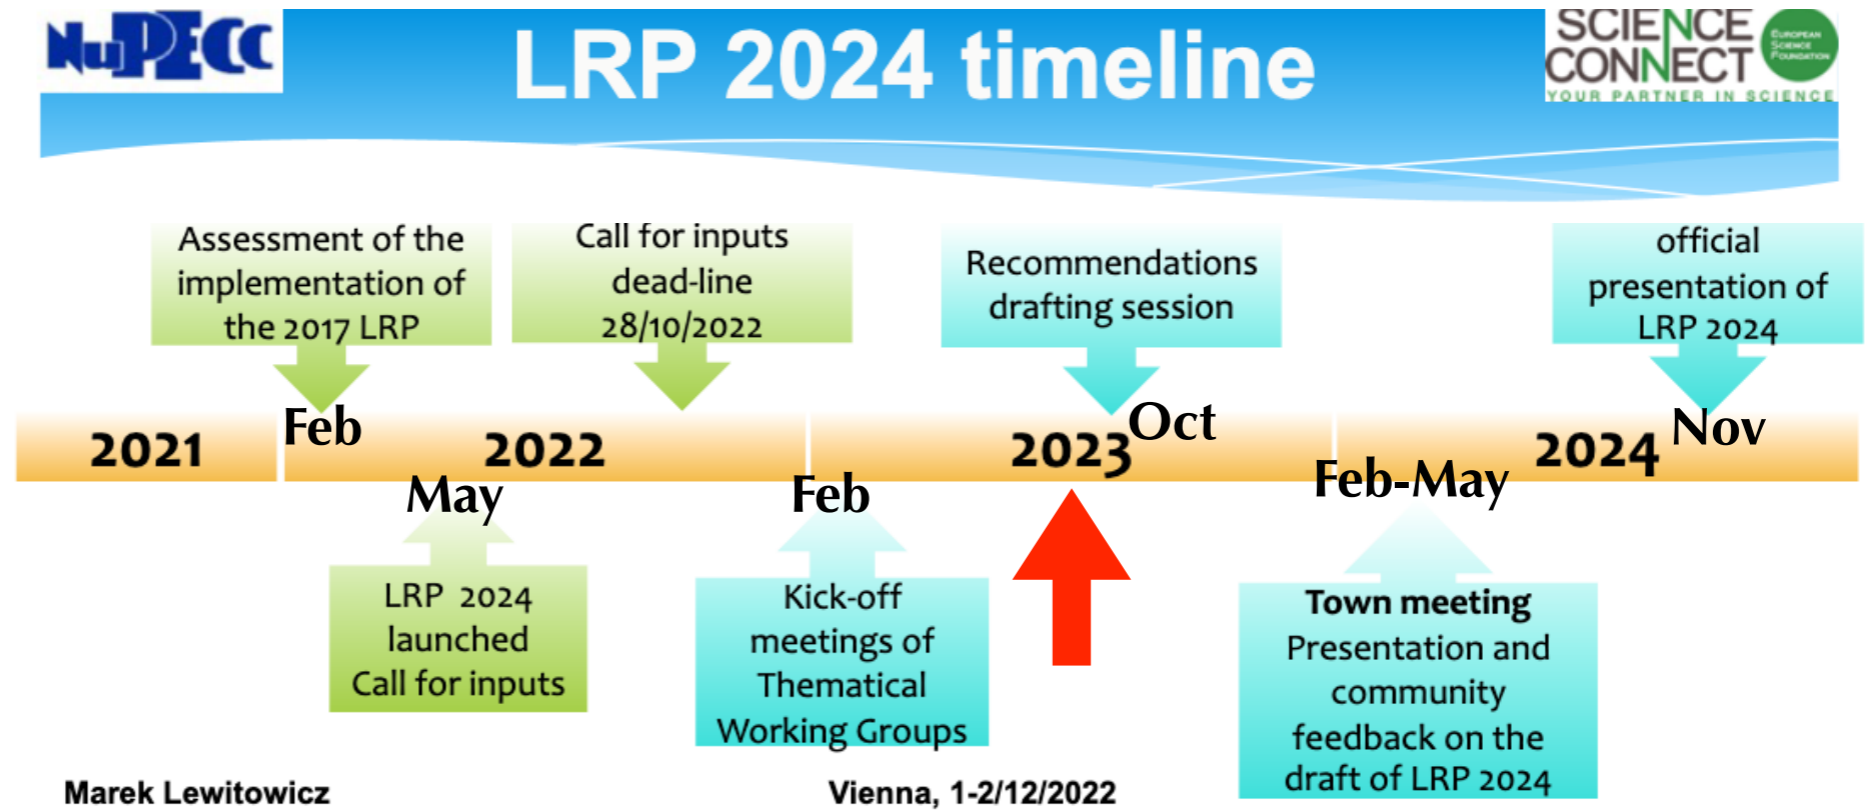 NuPECC
LRP 2024 timeline
SCIENCE
CONNECT
EUROPEAN
SCIENCE
FOUNDATION
YOUR PARTNER IN SCIENCE
Assessment of the
implementation of
the 2017 LRP
Call for inputs
dead-line
28/10/2022
Recommendations
drafting session
official
presentation of
LRP 2024
2021
Feb
2022
2023
Oct
2024
Nov
May
Feb
Feb-May
LRP 2024
launched
Call for inputs
Kick-off
meetings of
Thematical
Working Groups
Town meeting
Presentation and
community
feedback on the
draft of LRP 2024
Marek Lewitowicz
Vienna, 1-2/12/2022